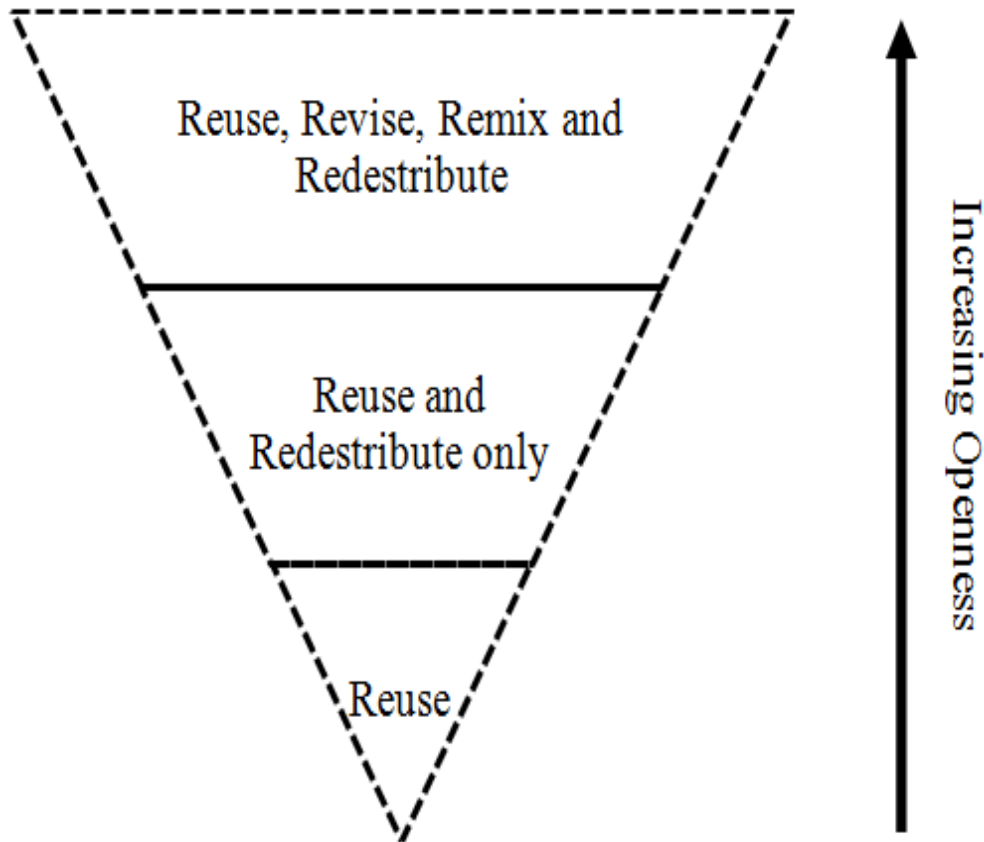 Reuse, Revise, Remix and
Redestribute
Reuse and
Redestribute only
Reuse
Increasing Openness